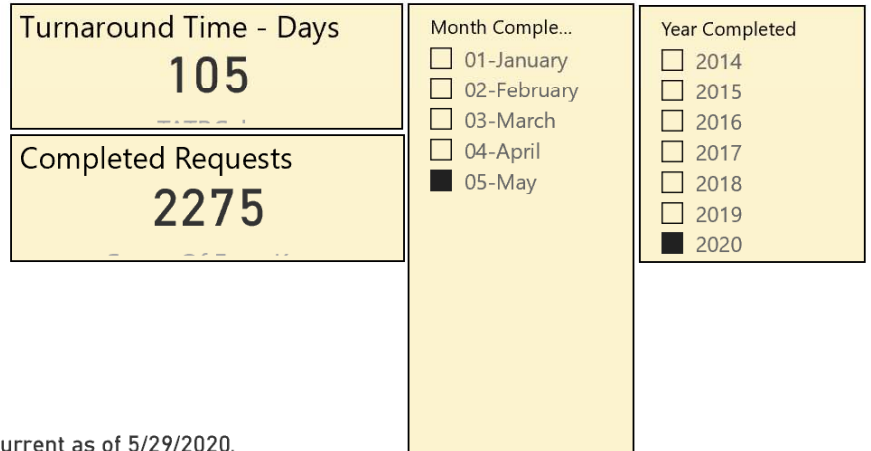 Turnaround Time - Days
105
Completed Requests
2275
Month Comple...
01-January
02-February
03-March
04-April
05-May
Year Completed
2014
2015
2016
2017
2018
2019
2020
as of 5/29/2020.